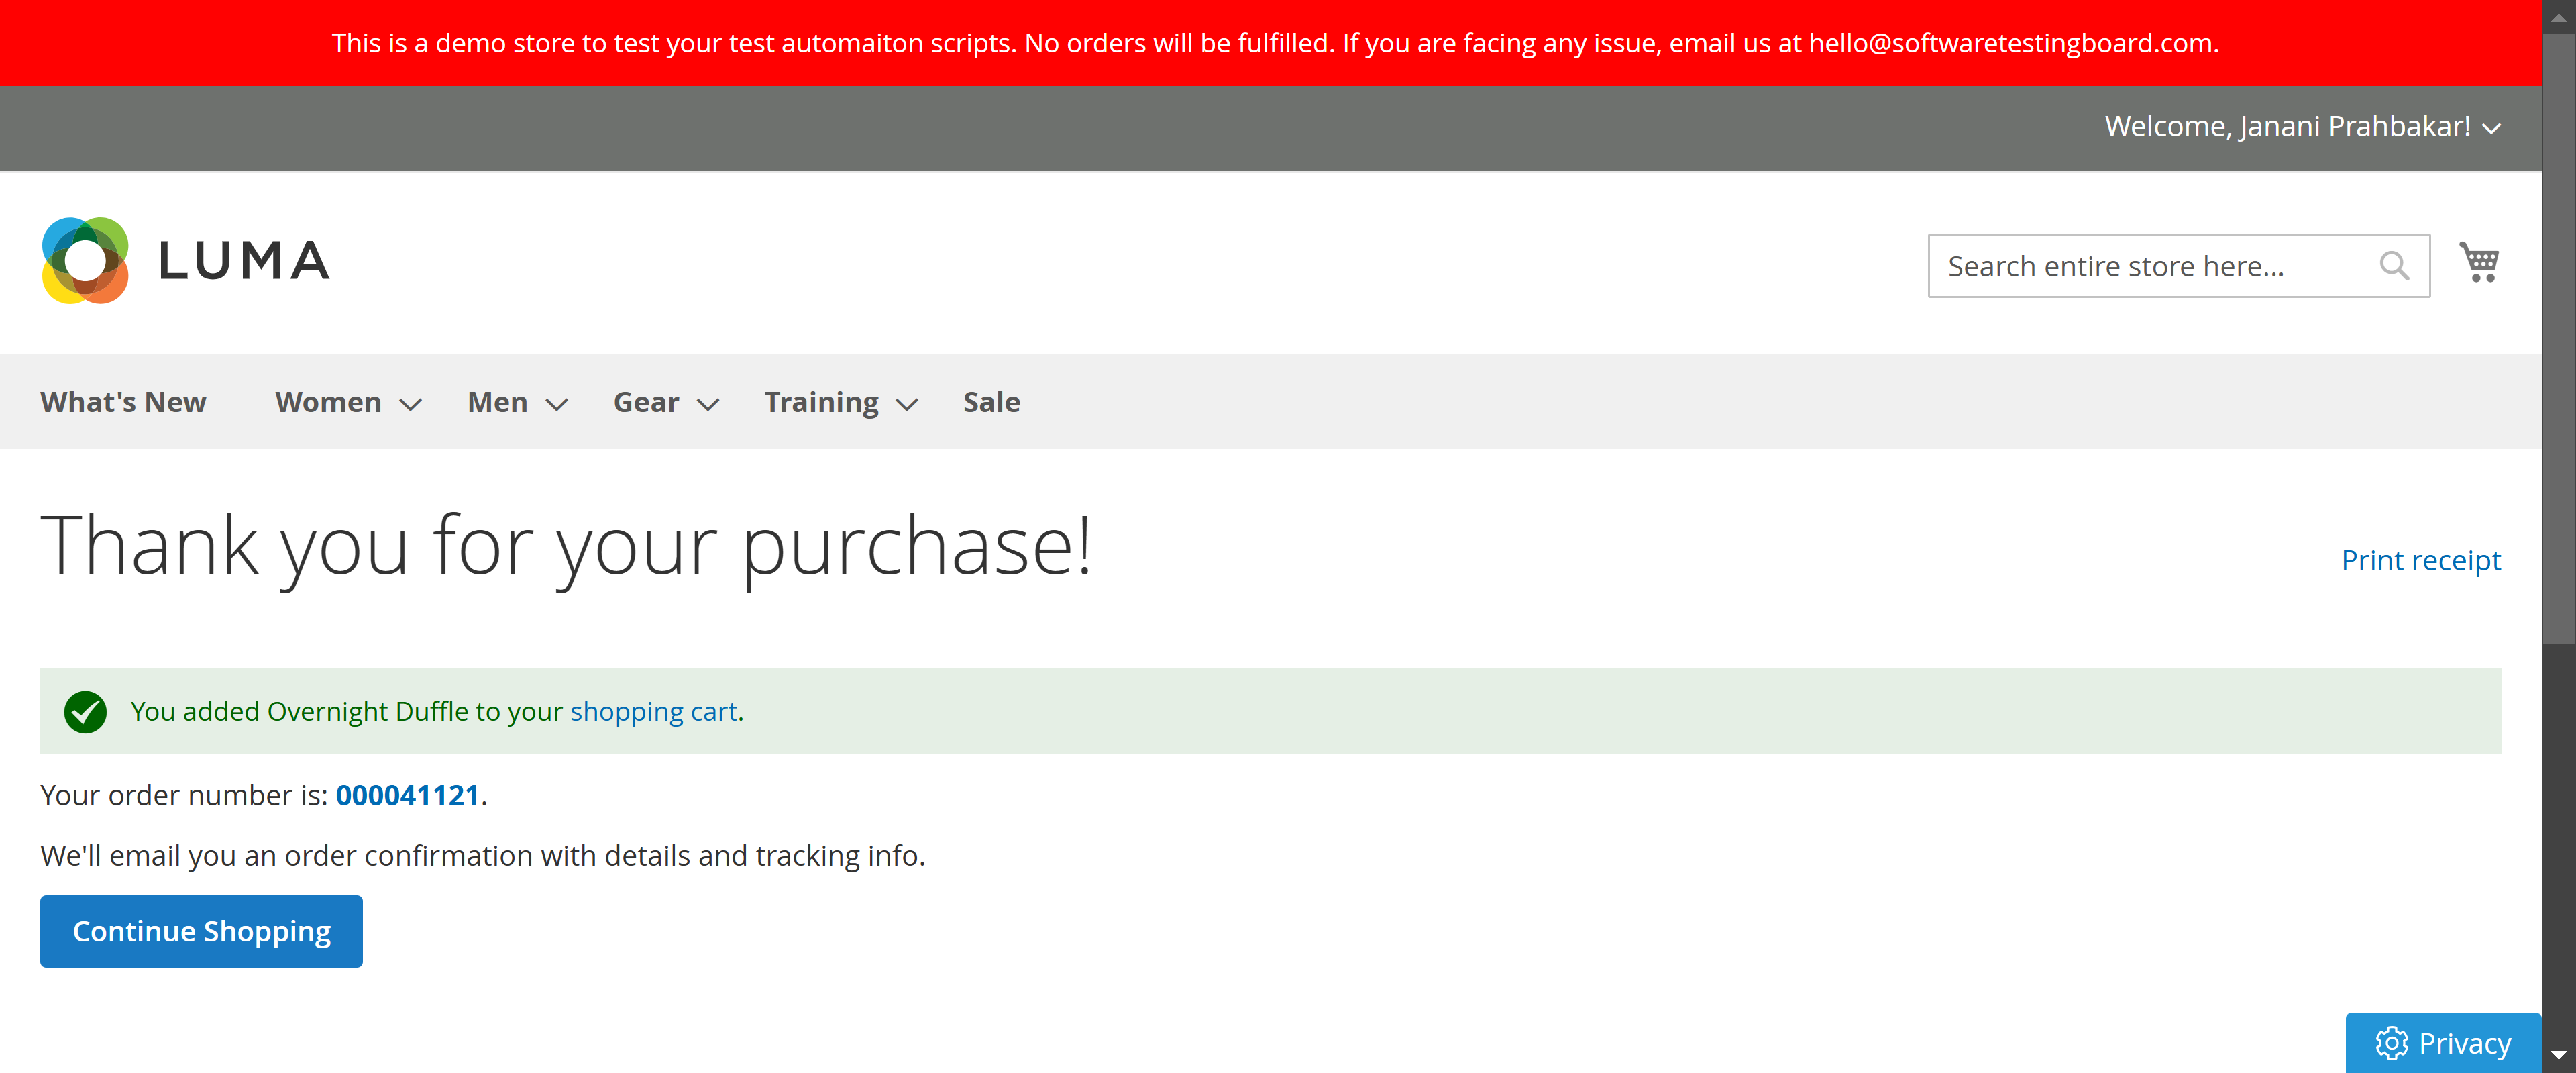 This is a demo store to test your test automaiton scripts. No orders will be fulfilled. If you are facing any issue, email us at hello@softwaretestingboard.com.
Welcome, Janani Prahbakar!
LUMA
Search entire store here...
What's New Women Men Gear Training Sale
Thank you for your purchase!
Print receipt
You added Overnight Duffle to your shopping cart.
Your order number is: 000041121.
We'll email you an order confirmation with details and tracking info.
Continue Shopping
Privacy